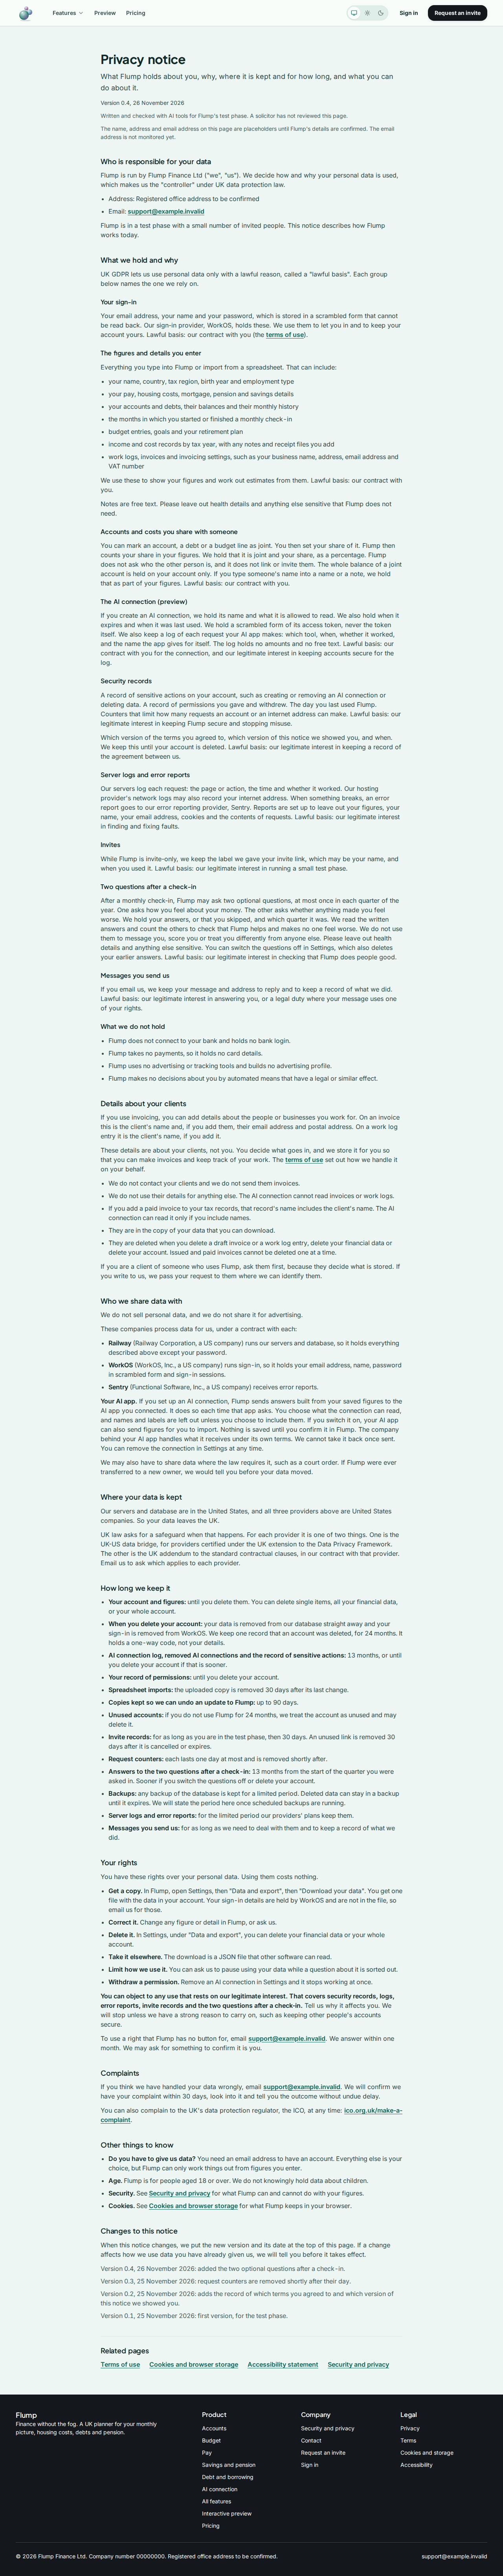 Features
Preview
Pricing
Sign in
Request an invite
Privacy notice
What Flump holds about you, why, where it is kept and for how long, and what you can
do about it.
Version 0.4, 26 November 2026
Written and checked with AI tools for Flump's test phase. A solicitor has not reviewed this page.
The name, address and email address on this page are placeholders until Flump's details are confirmed. The email
address is not monitored yet.
Who is responsible for your data
Flump is run by Flump Finance Ltd ("we", "us"). We decide how and why your personal data is used,
which makes us the "controller" under UK data protection law.
Address: Registered office address to be confirmed
Email: support@example.invalid
Flump is in a test phase with a small number of invited people. This notice describes how Flump
works today.
What we hold and why
UK GDPR lets us use personal data only with a lawful reason, called a "lawful basis". Each group
below names the one we rely on.
Your sign-in
Your email address, your name and your password, which is stored in a scrambled form that cannot
be read back. Our sign-in provider, WorkOS, holds these. We use them to let you in and to keep your
account yours. Lawful basis: our contract with you (the terms of use).
The figures and details you enter
Everything you type into Flump or import from a spreadsheet. That can include:
your name, country, tax region, birth year and employment type
your pay, housing costs, mortgage, pension and savings details
your accounts and debts, their balances and their monthly history
the months in which you started or finished a monthly check-in
budget entries, goals and your retirement plan
income and cost records by tax year, with any notes and receipt files you add
work logs, invoices and invoicing settings, such as your business name, address, email address and
VAT number
We use these to show your figures and work out estimates from them. Lawful basis: our contract with
you.
Notes are free text. Please leave out health details and anything else sensitive that Flump does not
need.
Accounts and costs you share with someone
You can mark an account, a debt or a budget line as joint. You then set your share of it. Flump then
counts your share in your figures. We hold that it is joint and your share, as a percentage. Flump
does not ask who the other person is, and it does not link or invite them. The whole balance of a joint
account is held on your account only. If you type someone's name into a name or a note, we hold
that as part of your figures. Lawful basis: our contract with you.
The AI connection (preview)
If you create an AI connection, we hold its name and what it is allowed to read. We also hold when it
expires and when it was last used. We hold a scrambled form of its access token, never the token
itself. We also keep a log of each request your AI app makes: which tool, when, whether it worked,
and the name the app gives for itself. The log holds no amounts and no free text. Lawful basis: our
contract with you for the connection, and our legitimate interest in keeping accounts secure for the
log.
Security records
A record of sensitive actions on your account, such as creating or removing an AI connection or
deleting data. A record of permissions you gave and withdrew. The day you last used Flump.
Counters that limit how many requests an account or an internet address can make. Lawful basis: our
legitimate interest in keeping Flump secure and stopping misuse.
Which version of the terms you agreed to, which version of this notice we showed you, and when.
We keep this until your account is deleted. Lawful basis: our legitimate interest in keeping a record of
the agreement between us.
Server logs and error reports
Our servers log each request: the page or action, the time and whether it worked. Our hosting
provider's network logs may also record your internet address. When something breaks, an error
report goes to our error reporting provider, Sentry. Reports are set up to leave out your figures, your
name, your email address, cookies and the contents of requests. Lawful basis: our legitimate interest
in finding and fixing faults.
Invites
While Flump is invite-only, we keep the label we gave your invite link, which may be your name, and
when you used it. Lawful basis: our legitimate interest in running a small test phase.
Two questions after a check-in
After a monthly check-in, Flump may ask two optional questions, at most once in each quarter of the
year. One asks how you feel about your money. The other asks whether anything made you feel
worse. We hold your answers, or that you skipped, and which quarter it was. We read the written
answers and count the others to check that Flump helps and makes no one feel worse. We do not use
them to message you, score you or treat you differently from anyone else. Please leave out health
details and anything else sensitive. You can switch the questions off in Settings, which also deletes
your earlier answers. Lawful basis: our legitimate interest in checking that Flump does people good.
Messages you send us
If you email us, we keep your message and address to reply and to keep a record of what we did.
Lawful basis: our legitimate interest in answering you, or a legal duty where your message uses one
of your rights.
What we do not hold
Flump does not connect to your bank and holds no bank login.
Flump takes no payments, so it holds no card details.
Flump uses no advertising or tracking tools and builds no advertising profile.
Flump makes no decisions about you by automated means that have a legal or similar effect.
Details about your clients
If you use invoicing, you can add details about the people or businesses you work for. On an invoice
this is the client's name and, if you add them, their email address and postal address. On a work log
entry it is the client's name, if you add it.
These details are about your clients, not you. You decide what goes in, and we store it for you so
that you can make invoices and keep track of your work. The terms of use set out how we handle it
on your behalf.
We do not contact your clients and we do not send them invoices.
We do not use their details for anything else. The AI connection cannot read invoices or work logs.
If you add a paid invoice to your tax records, that record's name includes the client's name. The AI
connection can read it only if you include names.
They are in the copy of your data that you can download.
They are deleted when you delete a draft invoice or a work log entry, delete your financial data or
delete your account. Issued and paid invoices cannot be deleted one at a time.
If you are a client of someone who uses Flump, ask them first, because they decide what is stored. If
you write to us, we pass your request to them where we can identify them.
Who we share data with
We do not sell personal data, and we do not share it for advertising.
These companies process data for us, under a contract with each:
Railway (Railway Corporation, a US company) runs our servers and database, so it holds everything
described above except your password.
WorkOS (WorkOS, Inc., a US company) runs sign-in, so it holds your email address, name, password
in scrambled form and sign-in sessions.
Sentry (Functional Software, Inc., a US company) receives error reports.
Your AI app. If you set up an AI connection, Flump sends answers built from your saved figures to the
AI app you connected. It does so each time that app asks. You choose what the connection can read,
and names and labels are left out unless you choose to include them. If you switch it on, your AI app
can also send figures for you to import. Nothing is saved until you confirm it in Flump. The company
behind your AI app handles what it receives under its own terms. We cannot take it back once sent.
You can remove the connection in Settings at any time.
We may also have to share data where the law requires it, such as a court order. If Flump were ever
transferred to a new owner, we would tell you before your data moved.
Where your data is kept
Our servers and database are in the United States, and all three providers above are United States
companies. So your data leaves the UK.
UK law asks for a safeguard when that happens. For each provider it is one of two things. One is the
UK-US data bridge, for providers certified under the UK extension to the Data Privacy Framework.
The other is the UK addendum to the standard contractual clauses, in our contract with that provider.
Email us to ask which applies to each provider.
How long we keep it
Your account and figures: until you delete them. You can delete single items, all your financial data,
or your whole account.
When you delete your account: your data is removed from our database straight away and your
sign-in is removed from WorkOS. We keep one record that an account was deleted, for 24 months. It
holds a one-way code, not your details.
AI connection log, removed AI connections and the record of sensitive actions: 13 months, or until
you delete your account if that is sooner.
Your record of permissions: until you delete your account.
Spreadsheet imports: the uploaded copy is removed 30 days after its last change.
Copies kept so we can undo an update to Flump: up to 90 days.
Unused accounts: if you do not use Flump for 24 months, we treat the account as unused and may
delete it.
Invite records: for as long as you are in the test phase, then 30 days. An unused link is removed 30
days after it is cancelled or expires.
Request counters: each lasts one day at most and is removed shortly after.
Answers to the two questions after a check-in: 13 months from the start of the quarter you were
asked in. Sooner if you switch the questions off or delete your account.
Backups: any backup of the database is kept for a limited period. Deleted data can stay in a backup
until it expires. We will state the period here once scheduled backups are running.
Server logs and error reports: for the limited period our providers' plans keep them.
Messages you send us: for as long as we need to deal with them and to keep a record of what we
did.
Your rights
You have these rights over your personal data. Using them costs nothing.
Get a copy. In Flump, open Settings, then "Data and export", then "Download your data". You get one
file with the data in your account. Your sign-in details are held by WorkOS and are not in the file, so
email us for those.
Correct it. Change any figure or detail in Flump, or ask us.
Delete it. In Settings, under "Data and export", you can delete your financial data or your whole
account.
Take it elsewhere. The download is a JSON file that other software can read.
Limit how we use it. You can ask us to pause using your data while a question about it is sorted out.
Withdraw a permission. Remove an AI connection in Settings and it stops working at once.
You can object to any use that rests on our legitimate interest. That covers security records, logs,
error reports, invite records and the two questions after a check-in. Tell us why it affects you. We
will stop unless we have a strong reason to carry on, such as keeping other people's accounts
secure.
To use a right that Flump has no button for, email support@example.invalid. We answer within one
month. We may ask for something to confirm it is you.
Complaints
If you think we have handled your data wrongly, email support@example.invalid. We will confirm we
have your complaint within 30 days, look into it and tell you the outcome without undue delay.
You can also complain to the UK's data protection regulator, the ICO, at any time: ico.org.uk/make-a-
complaint.
Other things to know
Do you have to give us data? You need an email address to have an account. Everything else is your
choice, but Flump can only work things out from figures you enter.
Age. Flump is for people aged 18 or over. We do not knowingly hold data about children.
Security. See Security and privacy for what Flump can and cannot do with your figures.
Cookies. See Cookies and browser storage for what Flump keeps in your browser.
Changes to this notice
When this notice changes, we put the new version and its date at the top of this page. If a change
affects how we use data you have already given us, we will tell you before it takes effect.
Version 0.4, 26 November 2026: added the two optional questions after a check-in.
Version 0.3, 25 November 2026: request counters are removed shortly after their day.
Version 0.2, 25 November 2026: adds the record of which terms you agreed to and which version of
this notice we showed you.
Version 0.1, 25 November 2026: first version, for the test phase.
Related pages
Terms of use
Cookies and browser storage
Accessibility statement
Security and privacy
Flump
Finance without the fog. A UK planner for your monthly
picture, housing costs, debts and pension.
Product
Accounts
Budget
Pay
Savings and pension
Debt and borrowing
AI connection
All features
Interactive preview
Pricing
Company
Security and privacy
Contact
Request an invite
Sign in
Legal
Privacy
Terms
Cookies and storage
Accessibility
© 2026 Flump Finance Ltd. Company number 00000000. Registered office address to be confirmed.
support@example.invalid